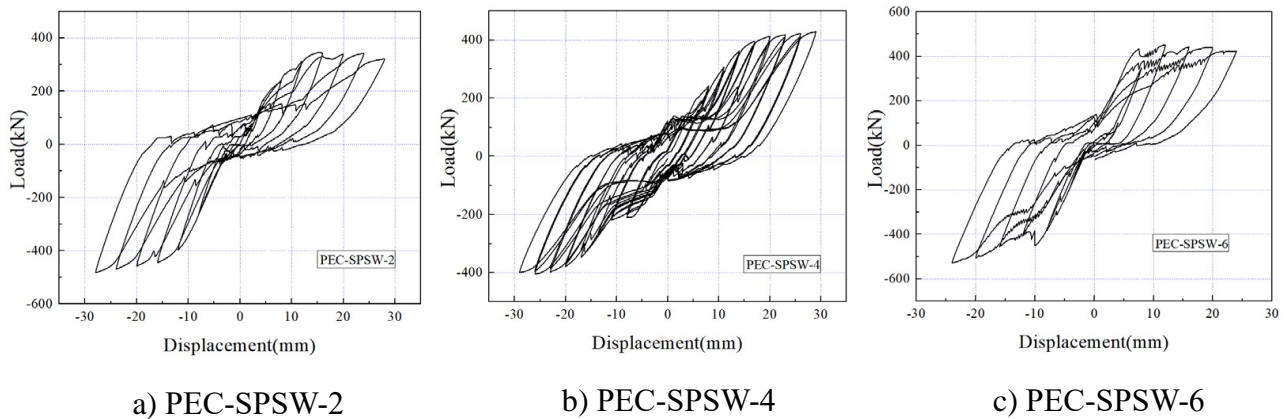 400
200
0
-200
-400
-600
Load(kN)
PEC-SPSW-2
-30 -20 -10 0 10 20 30
Displacement(mm)
a) PEC-SPSW-2
400
200
0
-200
-400
Load(kN)
PEC-SPSW-4
-30 -20 -10 0 10 20 30
Displacement(mm)
b) PEC-SPSW-4
600
400
200
0
-200
-400
-600
Load(kN)
PEC-SPSW-6
-30 -20 -10 0 10 20 30
Displacement(mm)
c) PEC-SPSW-6